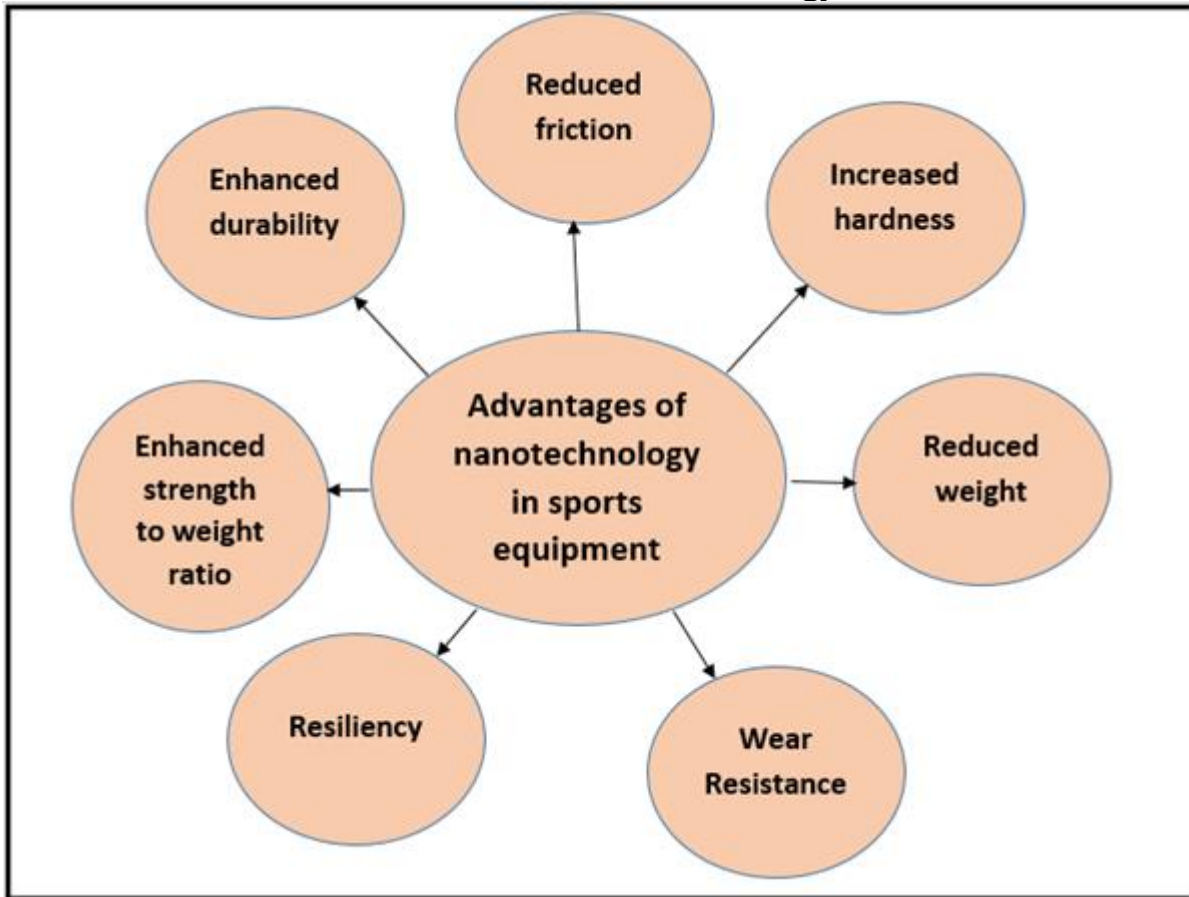 Advantages of
nanotechnology
in sports
equipment
Reduced
friction
Increased
hardness
Reduced
weight
Wear
Resistance
Resiliency
Enhanced
strength
to weight
ratio
Enhanced
durability